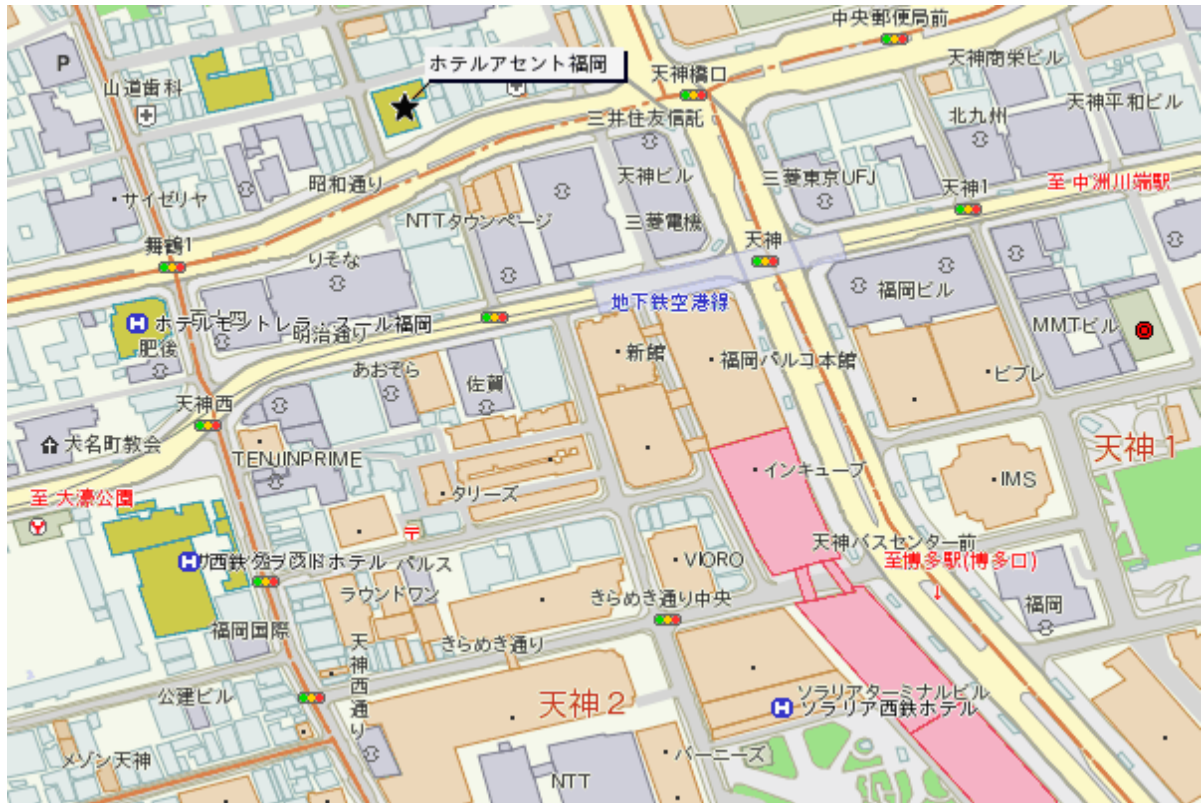 中央郵便局前
P
ホテルアセント福岡
天神橋口
天神商栄ビル
山道歯科
天神平和ビル
北九州
三井住友信託
サイゼリヤ
昭和通り
天神ビル
三菱東京UFJ
天神1
至 中洲川端駅
NTTタウンページ
三菱電機
舞鶴1
天神
りそな
福岡ビル
地下鉄空港線
ホテルモントレ ラ・スール福岡
明治通り
MMTビル
肥後
新館
福岡パルコ本館
あおぞら
佐賀
ビブレ
天神西
大名町教会
天神1
TENJINPRIME
インキューブ
IMS
至 大濠公園
タリーズ
天神バスセンター前
至博多駅(博多口)
↓
VIORO
パルス
ラウンドワン
きらめき通り中央
福岡
福岡国際
きらめき通り
天神西通り
公建ビル
ソラリアターミナルビル
天神2
ソラリア西鉄ホテル
メゾン天神
バーニーズ
NTT